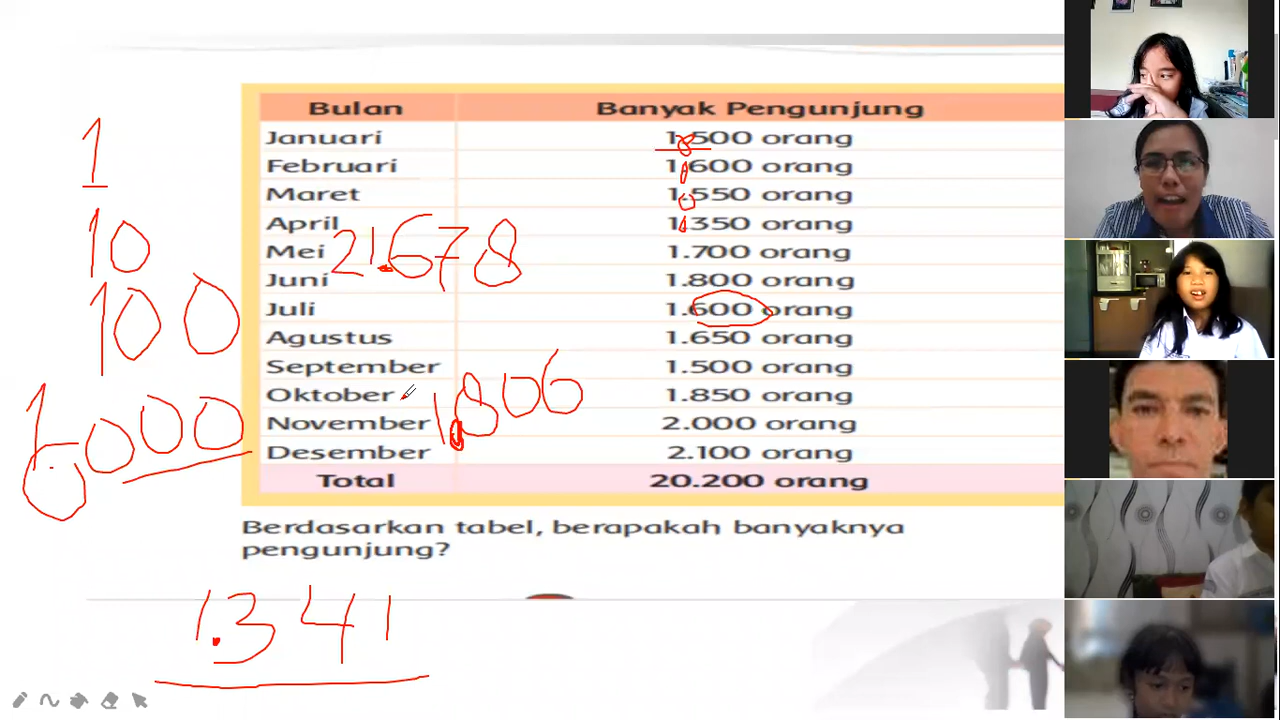 Bulan Banyak Pengunjung
Januari 1.500 orang
Februari 1.600 orang
Maret 1.550 orang
April 1.350 orang
Mei 1.700 orang
Juni 1.800 orang
Juli 1.600 orang
Agustus 1.650 orang
September 1.500 orang
Oktober 1.850 orang
November 2.000 orang
Desember 2.100 orang
Total 20.200 orang
Berdasarkan tabel, berapakah banyaknya
pengunjung?
1
10
100
000
21.678
1.806
1.341